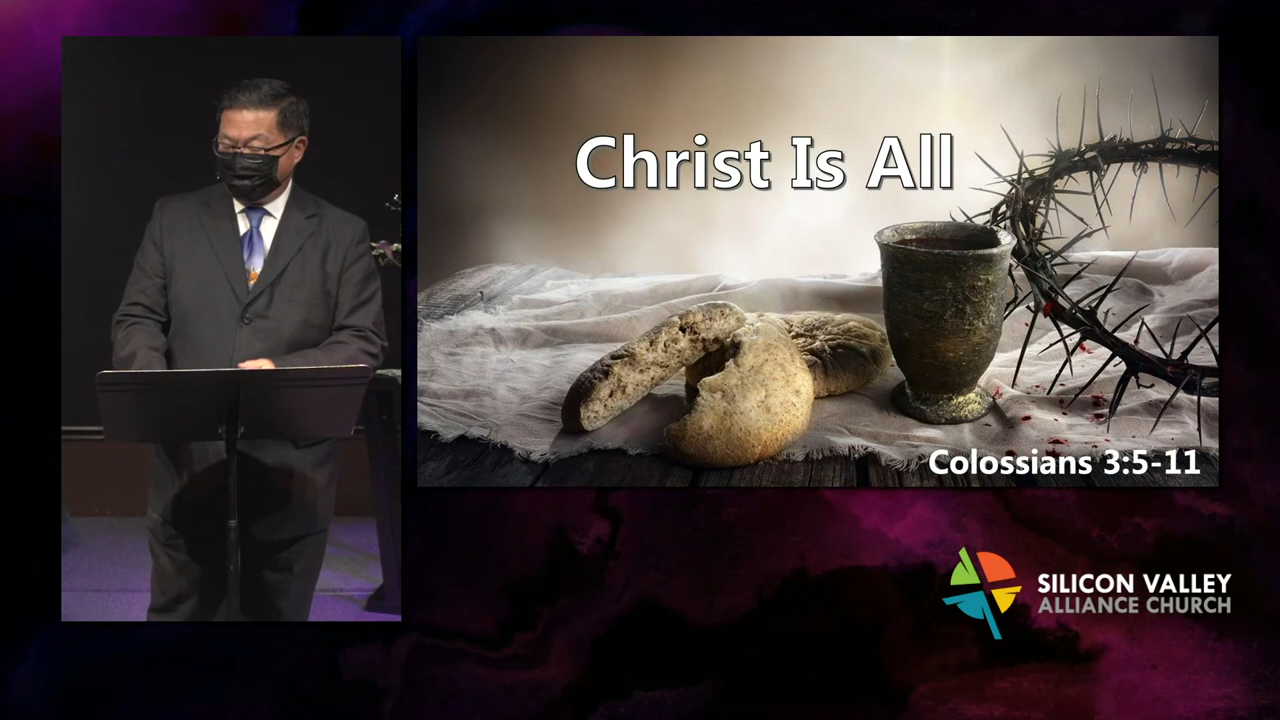 Christ Is All
Colossians 3:5-11
SILICON VALLEY
ALLIANCE CHURCH